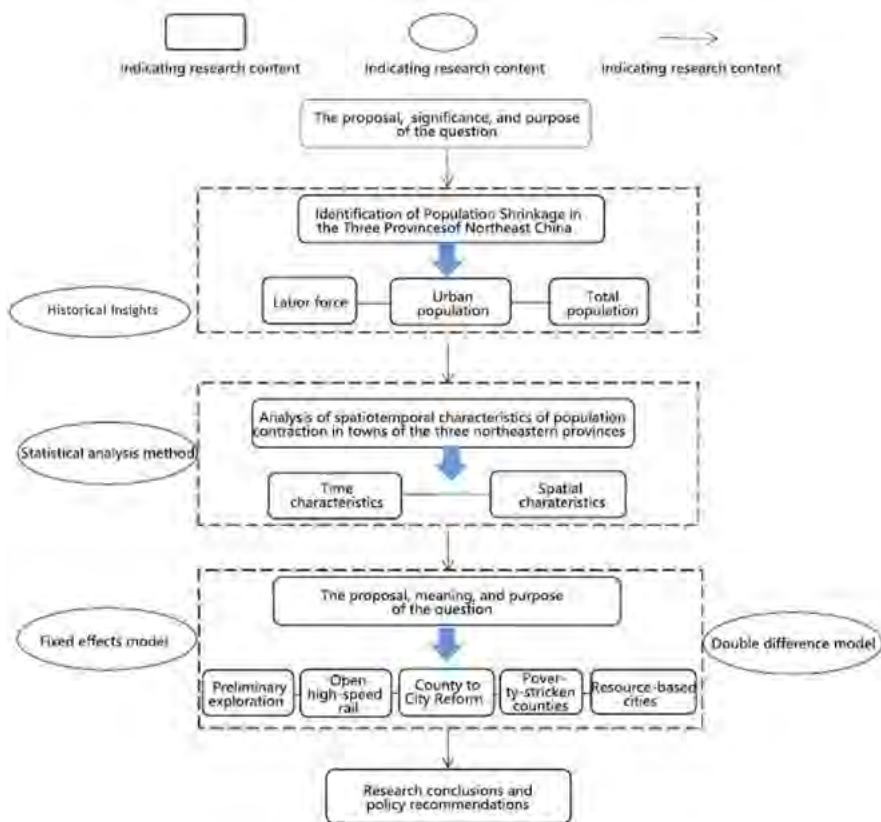 Indicating research content
Indicating research content
Indicating research content
The proposal, significance, and purpose
of the question
Identification of Population Shrinkage in
the Three Provincesof Northeast China
Labor force
Urban
population
Total
population
Historical Insights
Analysis of spatiotemporal characteristics of population
contraction in towns of the three northeastern provinces
Statistical analysis method
Time
characteristics
Spatial
charateristics
The proposal, meaning, and purpose
of the question
Fixed effects model
Double difference model
Preliminary
exploration
Open
high-speed
rail
County to
City Reform
Pover-
ty-stricken
counties
Resource-based
cities
Research conclusions and
policy recommendations